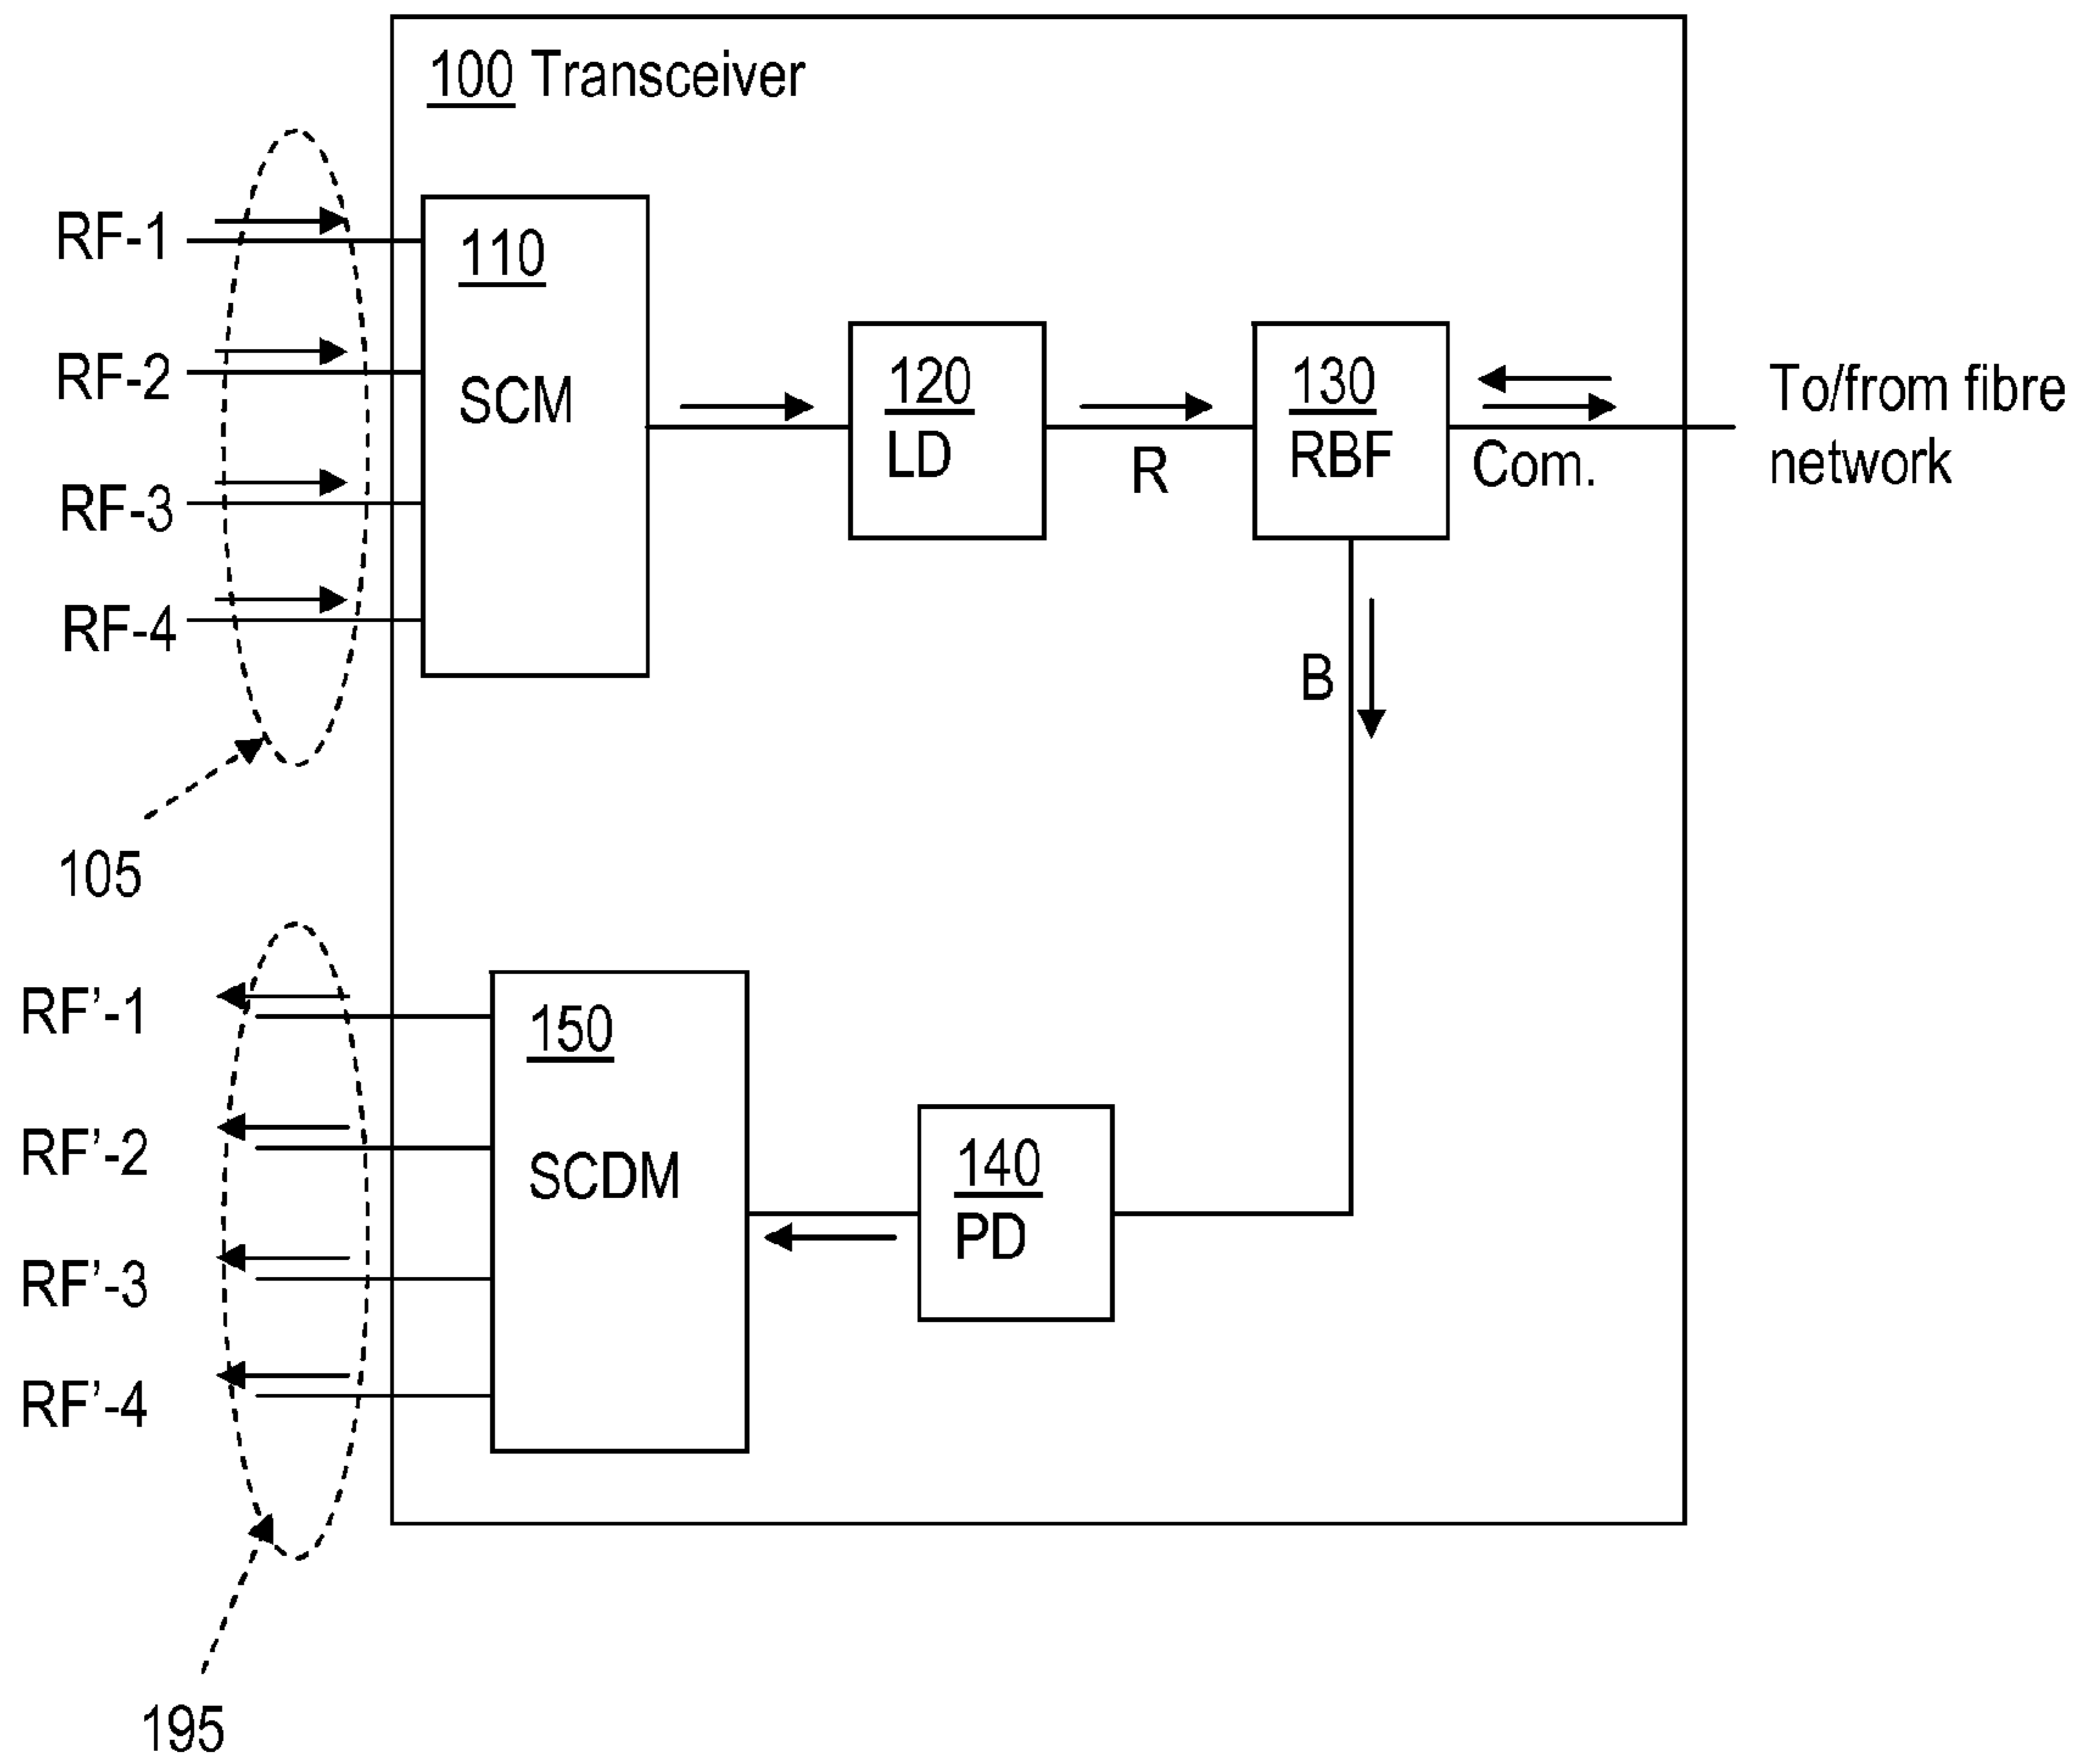 100 Transceiver
RF-1
RF-2
RF-3
RF-4
110
SCM
120
LD
R
130
RBF
Com.
To/from fibre
network
B
105
RF'-1
RF'-2
RF'-3
RF'-4
150
SCDM
140
PD
195